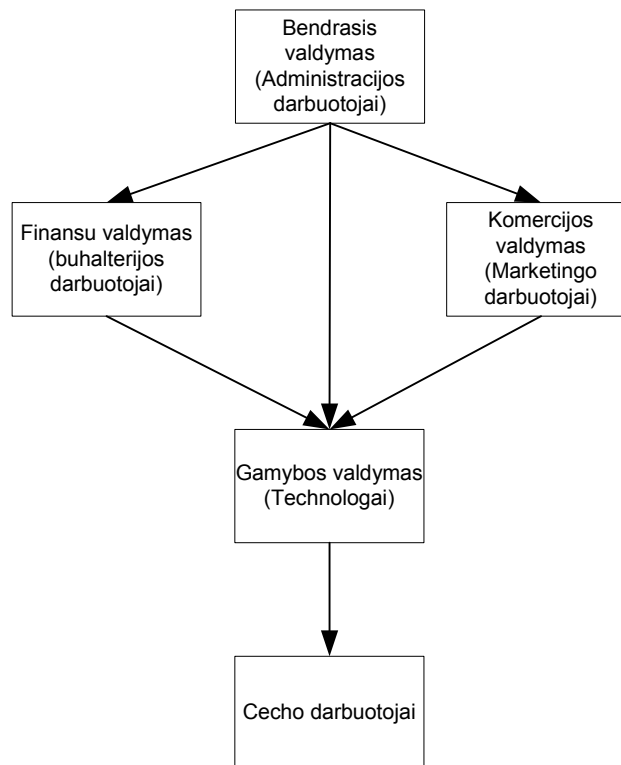 Bendrasis
valdymas
(Administracijos
darbuotojai)
Finansu valdymas
(buhalterijos
darbuotojai)
Komercijos
valdymas
(Marketingo
darbuotojai)
Gamybos valdymas
(Technologai)
Cecho darbuotojai